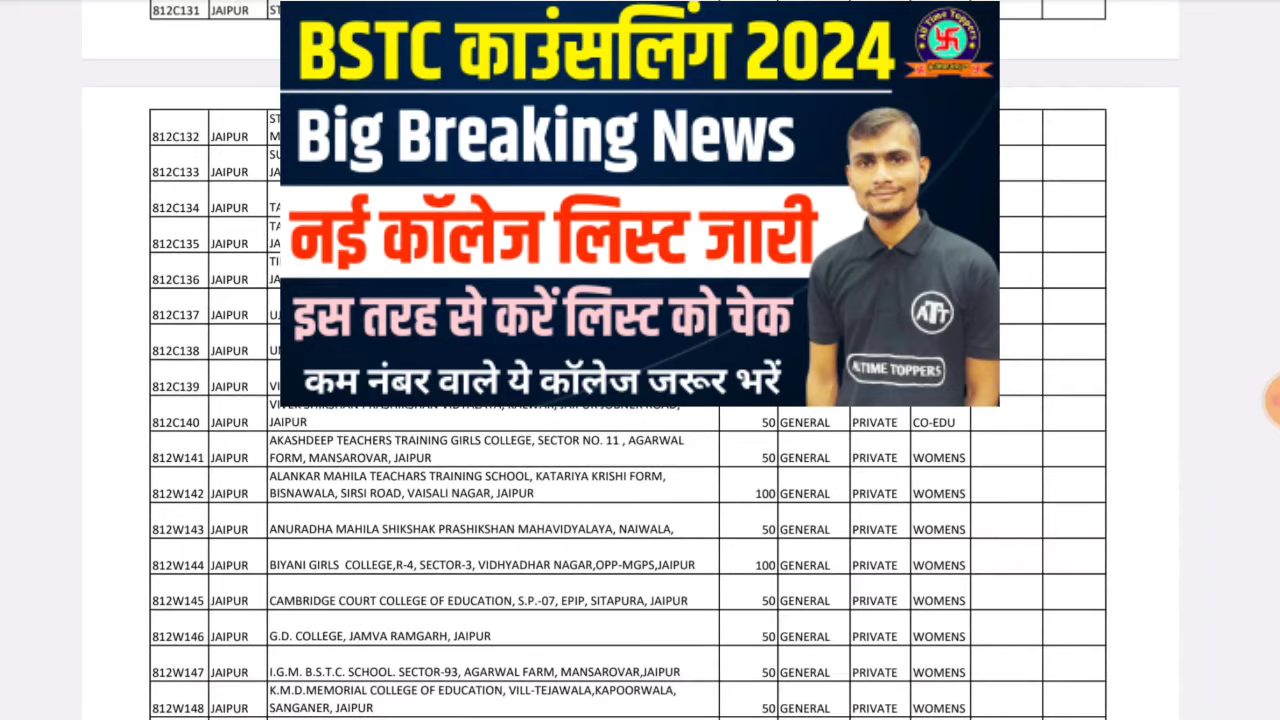 812C131 JAIPUR
BSTC काउंसलिंग 2024
All Time Toppers
Big Breaking News
नई कॉलेज लिस्ट जारी
इस तरह से करें लिस्ट को चेक
कम नंबर वाले ये कॉलेज जरूर भरें
ATT
ALTIME TOPPERS
812C132 JAIPUR
812C133 JAIPUR
812C134 JAIPUR
812C135 JAIPUR
812C136 JAIPUR
812C137 JAIPUR
812C138 JAIPUR
812C139 JAIPUR
812C140 JAIPUR JAIPUR 50 GENERAL PRIVATE CO-EDU
AKASHDEEP TEACHERS TRAINING GIRLS COLLEGE, SECTOR NO. 11 , AGARWAL
812W141 JAIPUR FORM, MANSAROVAR, JAIPUR 50 GENERAL PRIVATE WOMENS
ALANKAR MAHILA TEACHARS TRAINING SCHOOL, KATARIYA KRISHI FORM,
812W142 JAIPUR BISNAWALA, SIRSI ROAD, VAISALI NAGAR, JAIPUR 100 GENERAL PRIVATE WOMENS
812W143 JAIPUR ANURADHA MAHILA SHIKSHAK PRASHIKSHAN MAHAVIDYALAYA, NAIWALA, 50 GENERAL PRIVATE WOMENS
812W144 JAIPUR BIYANI GIRLS COLLEGE,R-4, SECTOR-3, VIDHYADHAR NAGAR,OPP-MGPS,JAIPUR 100 GENERAL PRIVATE WOMENS
812W145 JAIPUR CAMBRIDGE COURT COLLEGE OF EDUCATION, S.P.-07, EPIP, SITAPURA, JAIPUR 50 GENERAL PRIVATE WOMENS
812W146 JAIPUR G.D. COLLEGE, JAMVA RAMGARH, JAIPUR 50 GENERAL PRIVATE WOMENS
812W147 JAIPUR I.G.M. B.S.T.C. SCHOOL. SECTOR-93, AGARWAL FARM, MANSAROVAR,JAIPUR 50 GENERAL PRIVATE WOMENS
K.M.D.MEMORIAL COLLEGE OF EDUCATION, VILL-TEJAWALA,KAPOORWALA,
812W148 JAIPUR SANGANER, JAIPUR 50 GENERAL PRIVATE WOMENS